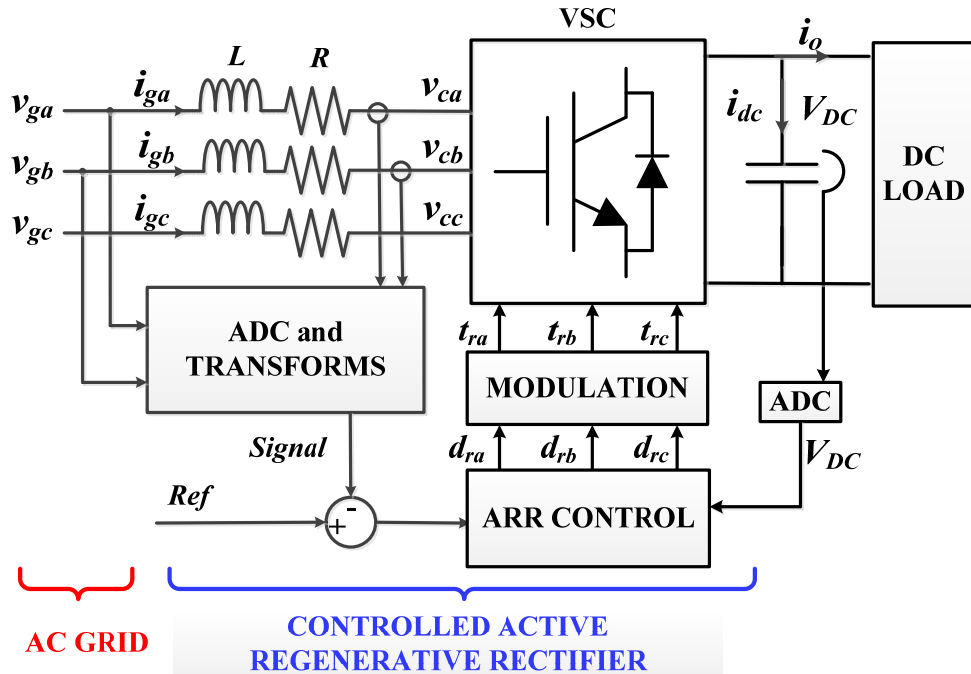 VSC
L
R
i_ga
v_ga
v_ca
i_gb
v_gb
v_cb
i_gc
v_gc
v_cc
i_o
i_dc
V_DC
DC
LOAD
ADC and
TRANSFORMS
t_ra
t_rb
t_rc
MODULATION
ADC
d_ra
d_rb
d_rc
V_DC
Signal
Ref
-
+
ARR CONTROL
AC GRID
CONTROLLED ACTIVE
REGENERATIVE RECTIFIER